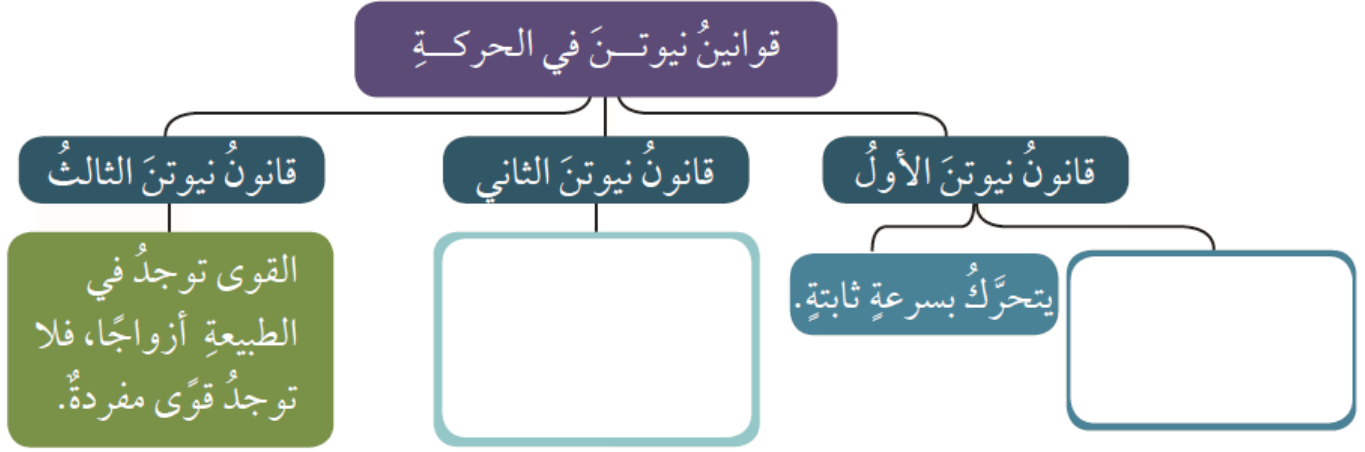 قوانينُ نيوتـــنَ في الحركـــةِ
قانونُ نيوتنَ الأولُ
قانونُ نيوتنَ الثاني
قانونُ نيوتنَ الثالثُ
يتحرَّكُ بسرعةٍ ثابتةٍ.
القوى توجدُ في
الطبيعةِ أزواجًا، فلا
توجدُ قوًى مفردةٌ.